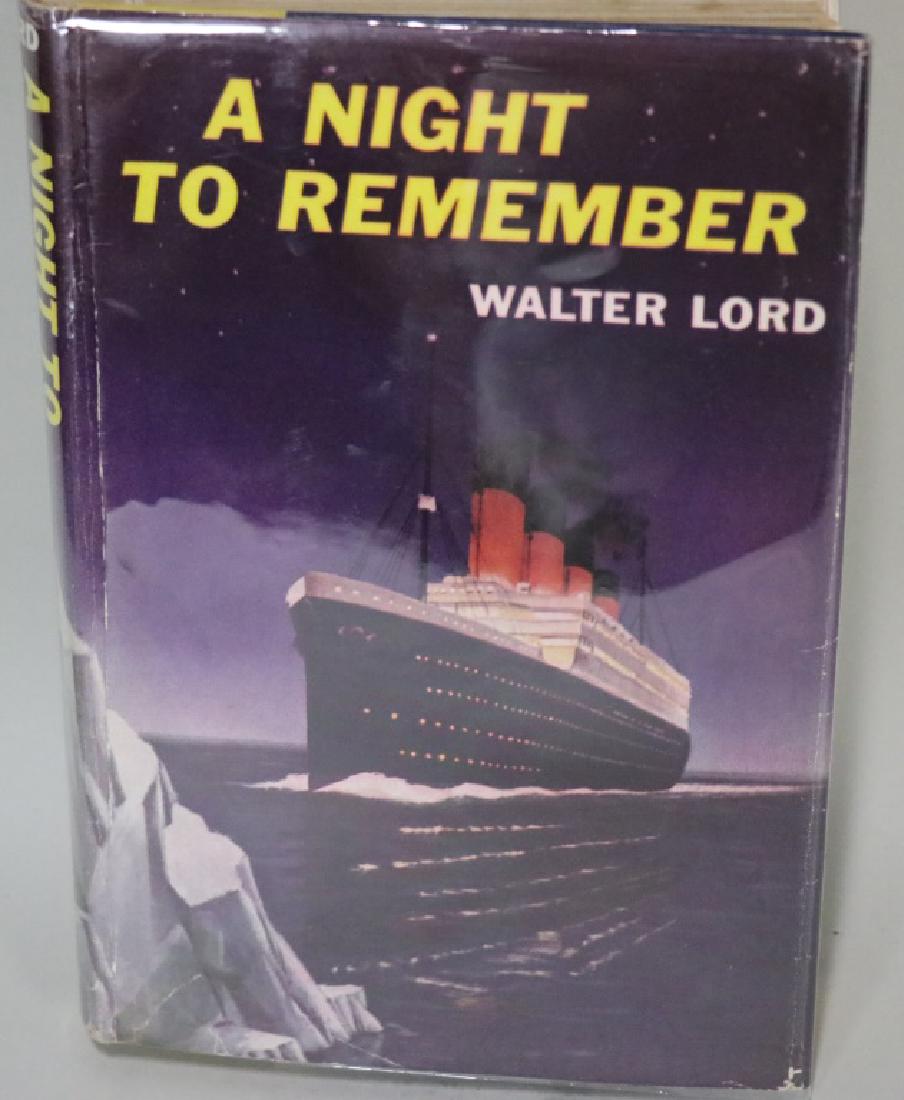 A NIGHT
TO REMEMBER
WALTER LORD
A NIGHT TO